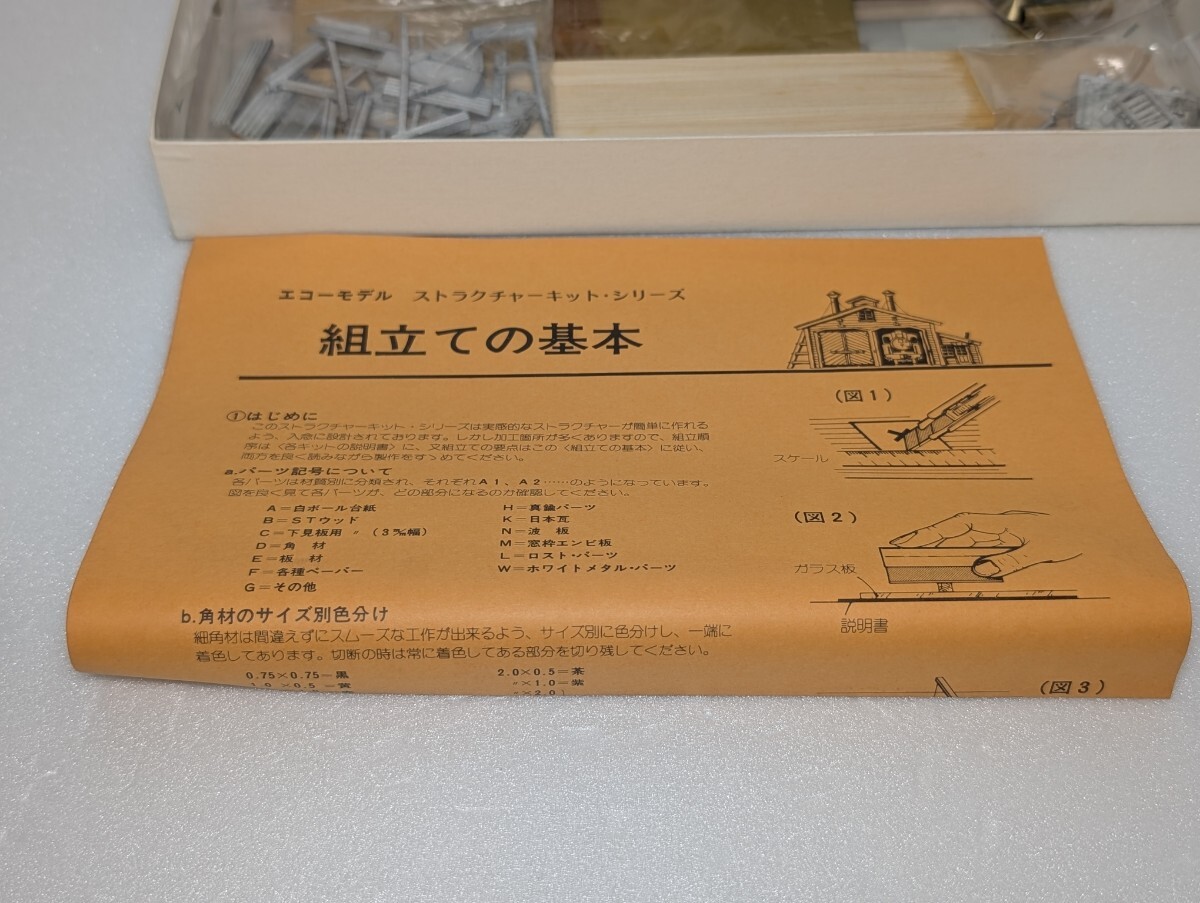 エコーモデル ストラクチャーキット・シリーズ
組立ての基本
①はじめに
このストラクチャーキット・シリーズは実感的なストラクチャーが簡単に作れる
よう、入念に設計されております。しかし加工箇所が多くありますので、組立順
序は〈各キットの説明書〉に、又組立ての要点はこの〈組立ての基本〉に従い、
両方を良く読みながら製作をすゝめてください。
a.パーツ記号について
各パーツは材質別に分類され、それぞれA1、A2……のようになっています。
図を良く見て各パーツが、どの部分になるのか確認してください。
A=白ボール台紙
B=STウッド
C=下見板用 〃 (3㎜幅)
D=角 材
E=板 材
F=各種ペーパー
G=その他
H=真鍮パーツ
K=日本瓦
N=波 板
M=窓枠エンビ板
L=ロスト・パーツ
W=ホワイトメタル・パーツ
b.角材のサイズ別色分け
細角材は間違えずにスムーズな工作が出来るよう、サイズ別に色分けし、一端に
着色してあります。切断の時は常に着色してある部分を切り残してください。
0.75×0.75=黒
1.0×0.5=黄
2.0×0.5=茶
〃×1.0=紫
〃×2.0
(図1)
スケール
(図2)
ガラス板
説明書
(図3)